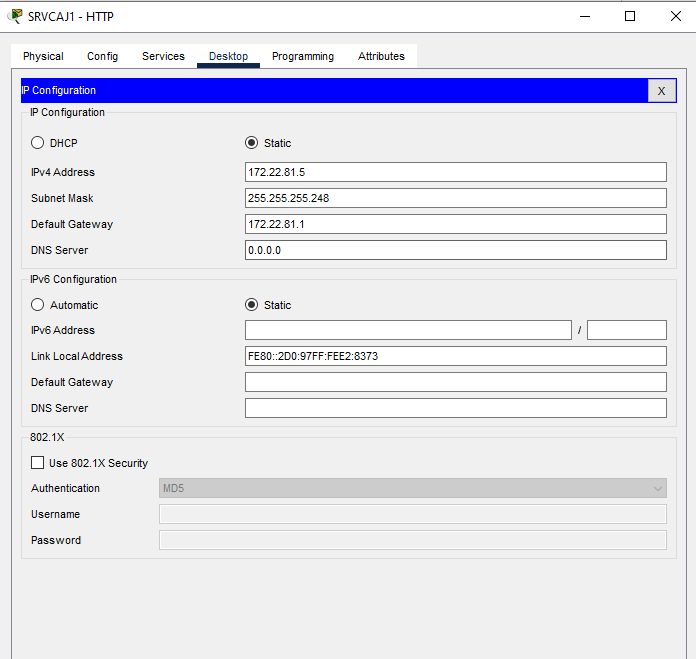 SRVCAJ1 - HTTP
Physical Config Services Desktop Programming Attributes
IP Configuration X
IP Configuration
DHCP Static
IPv4 Address 172.22.81.5
Subnet Mask 255.255.255.248
Default Gateway 172.22.81.1
DNS Server 0.0.0.0
IPv6 Configuration
Automatic Static
IPv6 Address /
Link Local Address FE80::2D0:97FF:FEE2:8373
Default Gateway
DNS Server
802.1X
Use 802.1X Security
Authentication MD5
Username
Password